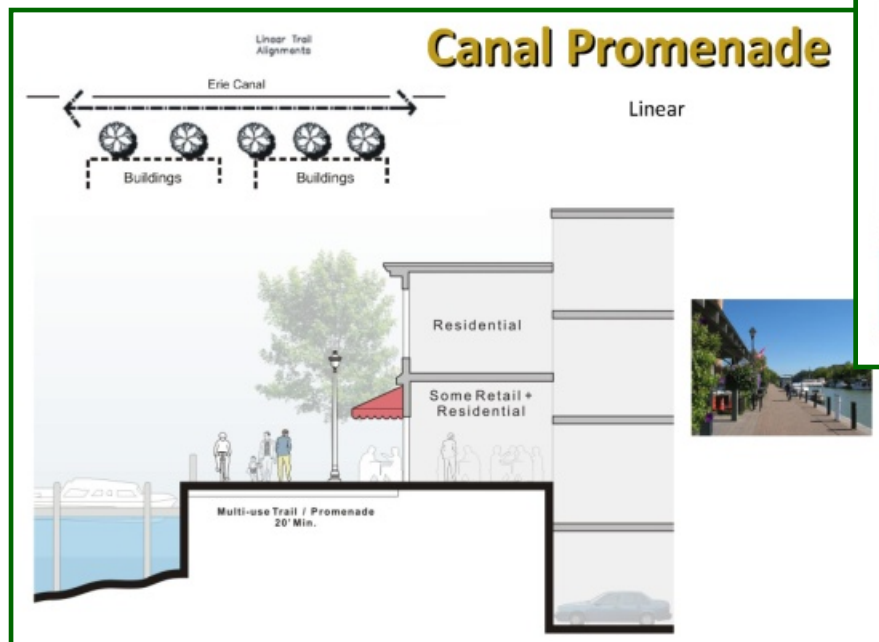 Linear Trail
Alignments
Canal Promenade
Erie Canal
Linear
Buildings
Buildings
Residential
Some Retail +
Residential
Multi-use Trail / Promenade
20' Min.